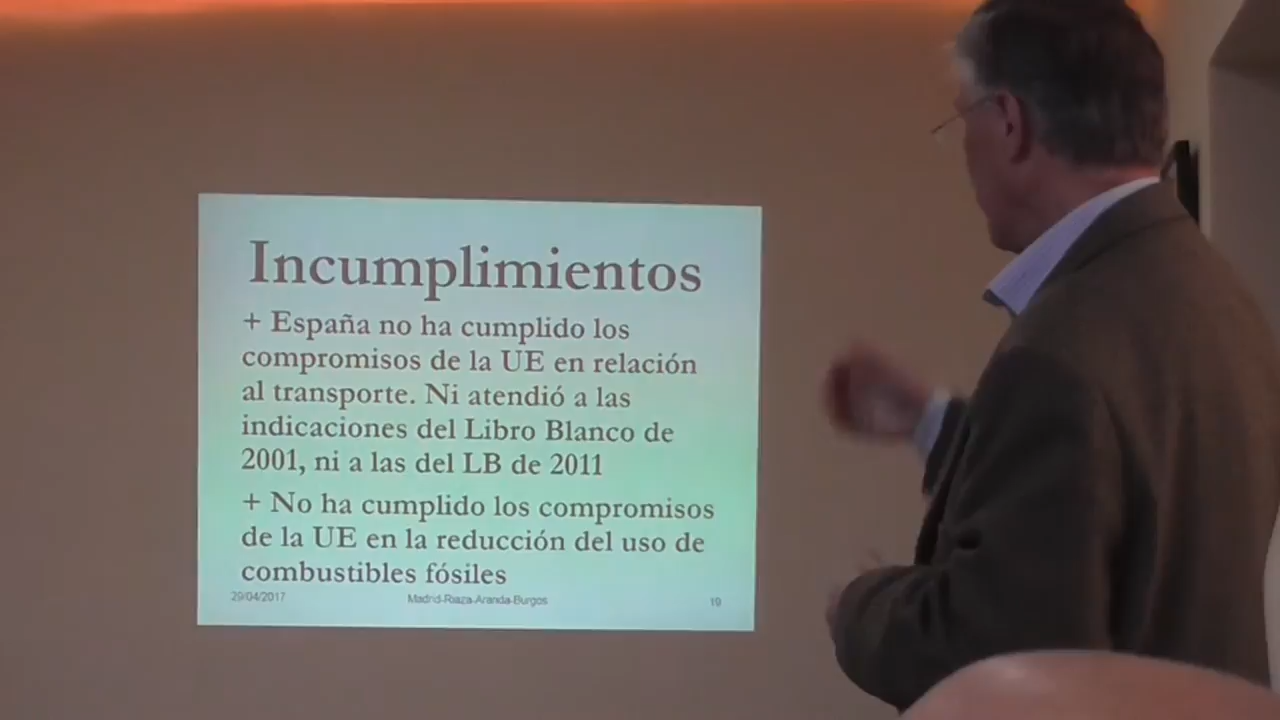 Incumplimientos
+ España no ha cumplido los
compromisos de la UE en relación
al transporte. Ni atendió a las
indicaciones del Libro Blanco de
2001, ni a las del LB de 2011
+ No ha cumplido los compromisos
de la UE en la reducción del uso de
combustibles fósiles
29/04/2017 Madrid-Riaza-Aranda-Burgos 19